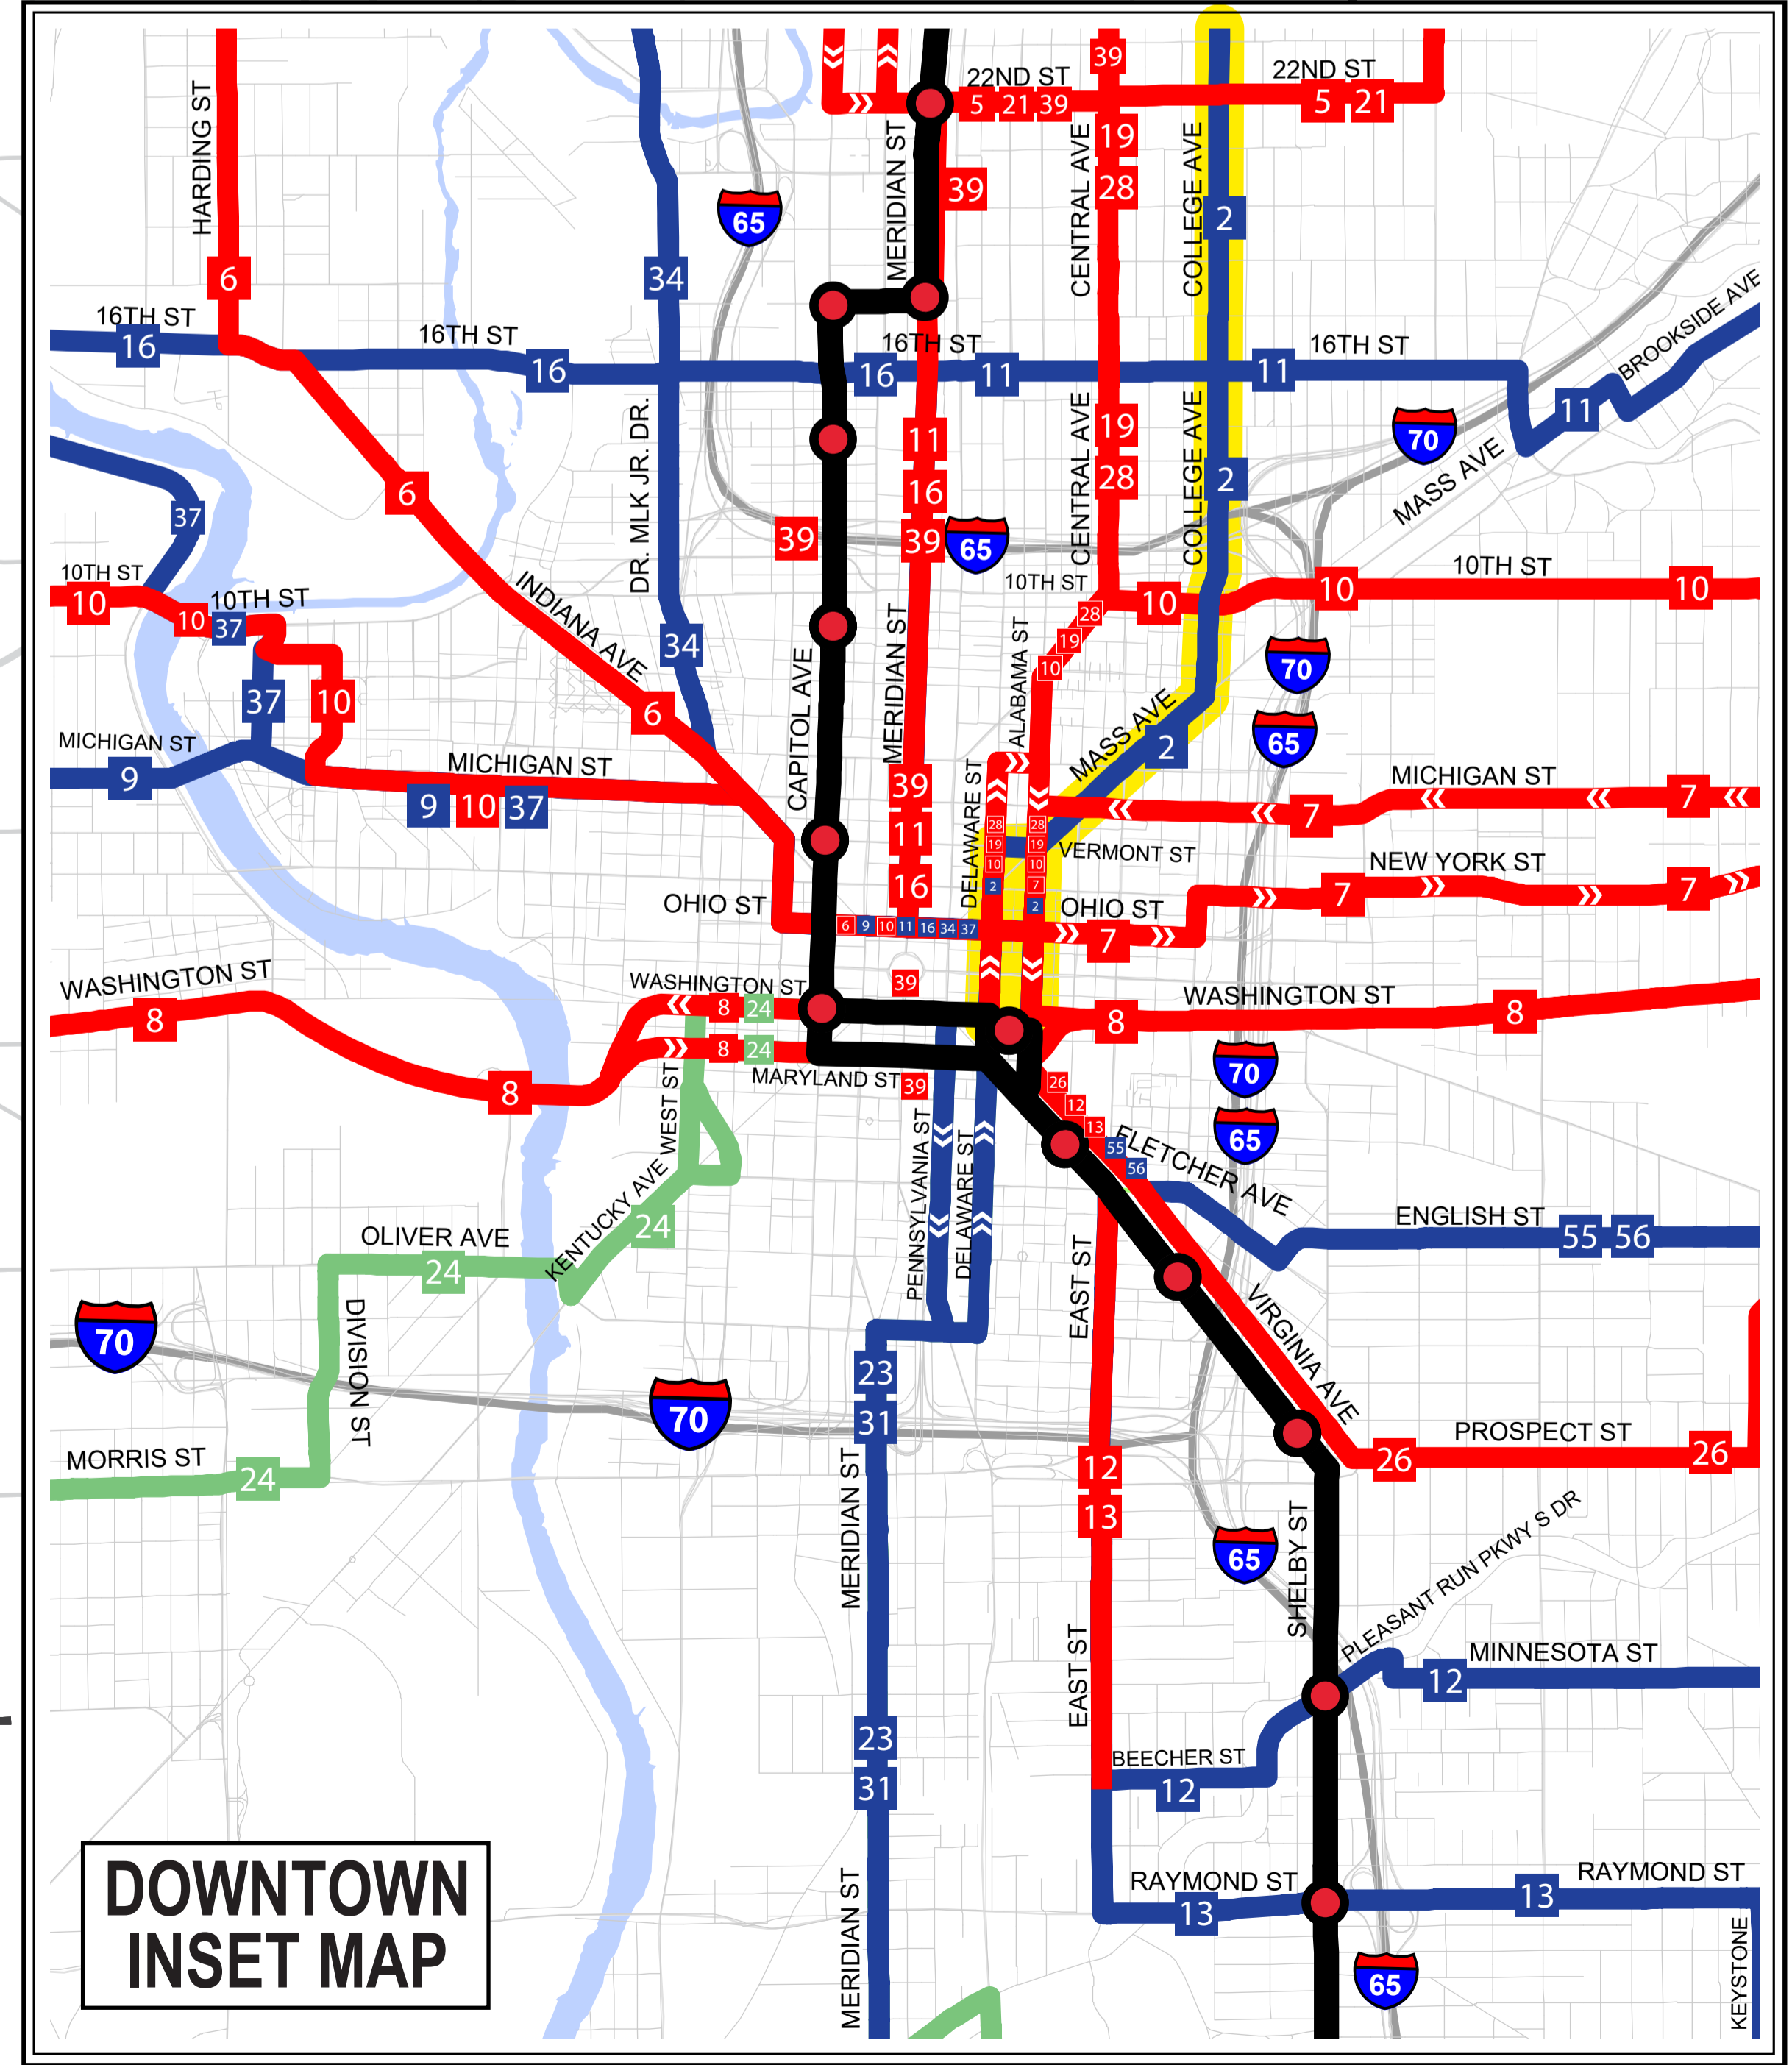 39
22ND ST
22ND ST
5 21 39
5 21
HARDING ST
MERIDIAN ST
CENTRAL AVE
COLLEGE AVE
19
28
39
65
2
6
34
16TH ST
16
16TH ST
16
16TH ST
16
11
16TH ST
11
BROOKSIDE AVE
11
70
MASS AVE
DR. MLK JR. DR.
11
16
39
39
65
CENTRAL AVE
19
28
COLLEGE AVE
2
6
37
10TH ST
10
10
37
10TH ST
INDIANA AVE
34
10TH ST
28
19
10
10
10
10TH ST
10
37
10
6
CAPITOL AVE
MERIDIAN ST
ALABAMA ST
MASS AVE
2
70
65
MICHIGAN ST
9
MICHIGAN ST
9 10 37
39
11
16
DELAWARE ST
28
19
10
2
28
19
10
7
2
VERMONT ST
MICHIGAN ST
7
7
NEW YORK ST
7
7
OHIO ST
6 9 10 11 16 34 37
OHIO ST
7
WASHINGTON ST
8
WASHINGTON ST
8 24
39
8
WASHINGTON ST
8
8 24
MARYLAND ST
39
8
WEST ST
26
12
13
55
56
FLETCHER AVE
70
65
PENNSYLVANIA ST
DELAWARE ST
KENTUCKY AVE
24
OLIVER AVE
24
ENGLISH ST
55 56
EAST ST
VIRGINIA AVE
70
DIVISION ST
70
23
31
MORRIS ST
24
12
13
26
PROSPECT ST
26
MERIDIAN ST
SHELBY ST
65
PLEASANT RUN PKWY S DR
EAST ST
MINNESOTA ST
12
23
31
BEECHER ST
12
MERIDIAN ST
RAYMOND ST
13
13
RAYMOND ST
KEYSTONE
65
DOWNTOWN
INSET MAP